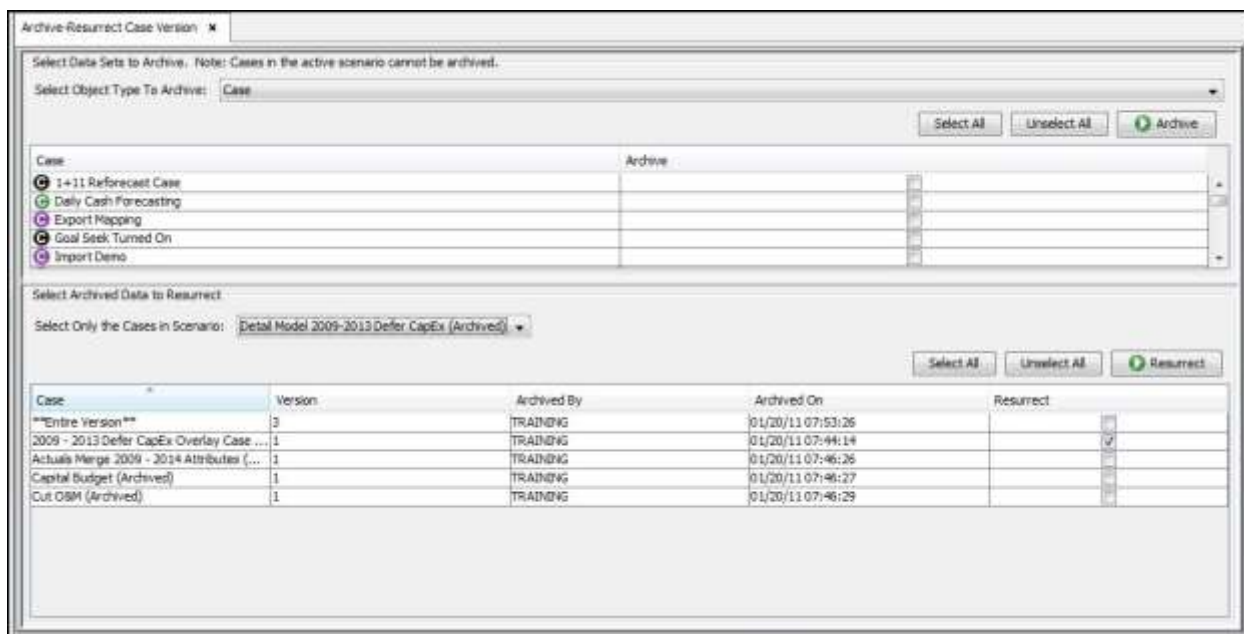 Archive-Resurrect Case Version ×
Select Data Sets to Archive. Note: Cases in the active scenario cannot be archived.
Select Object Type To Archive: Case
Select All Unselect All Archive
Case Archive
1+11 Reforecast Case
Daily Cash Forecasting
Export Mapping
Goal Seek Turned On
Import Demo
Select Archived Data to Resurrect
Select Only the Cases in Scenario: Detail Model 2009-2013 Defer CapEx (Archived)
Select All Unselect All Resurrect
Case Version Archived By Archived On Resurrect
**Entire Version** 3 TRAINING 01/20/11 07:53:26
2009 - 2013 Defer CapEx Overlay Case ... 1 TRAINING 01/20/11 07:44:14
Actuals Merge 2009 - 2014 Attributes (... 1 TRAINING 01/20/11 07:46:26
Capital Budget (Archived) 1 TRAINING 01/20/11 07:46:27
Cut O&M (Archived) 1 TRAINING 01/20/11 07:46:29